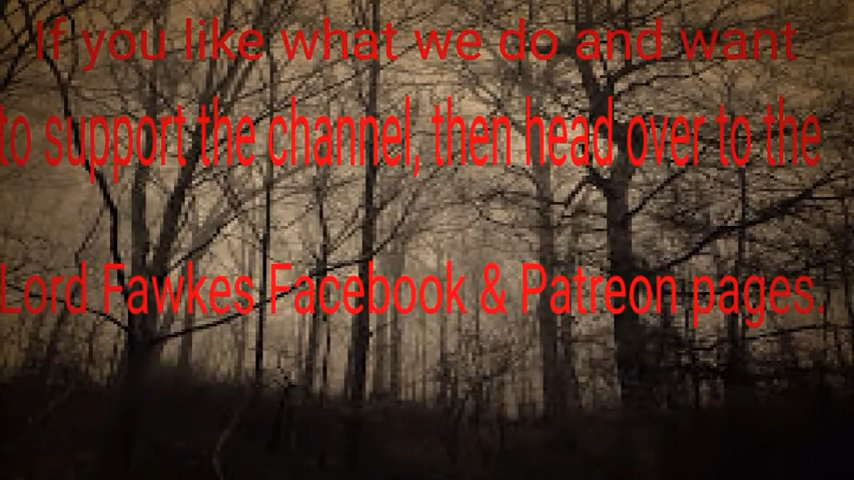 If you like what we do and want
to support the channel, then head over to the
Lord Fawkes Facebook & Patreon pages.